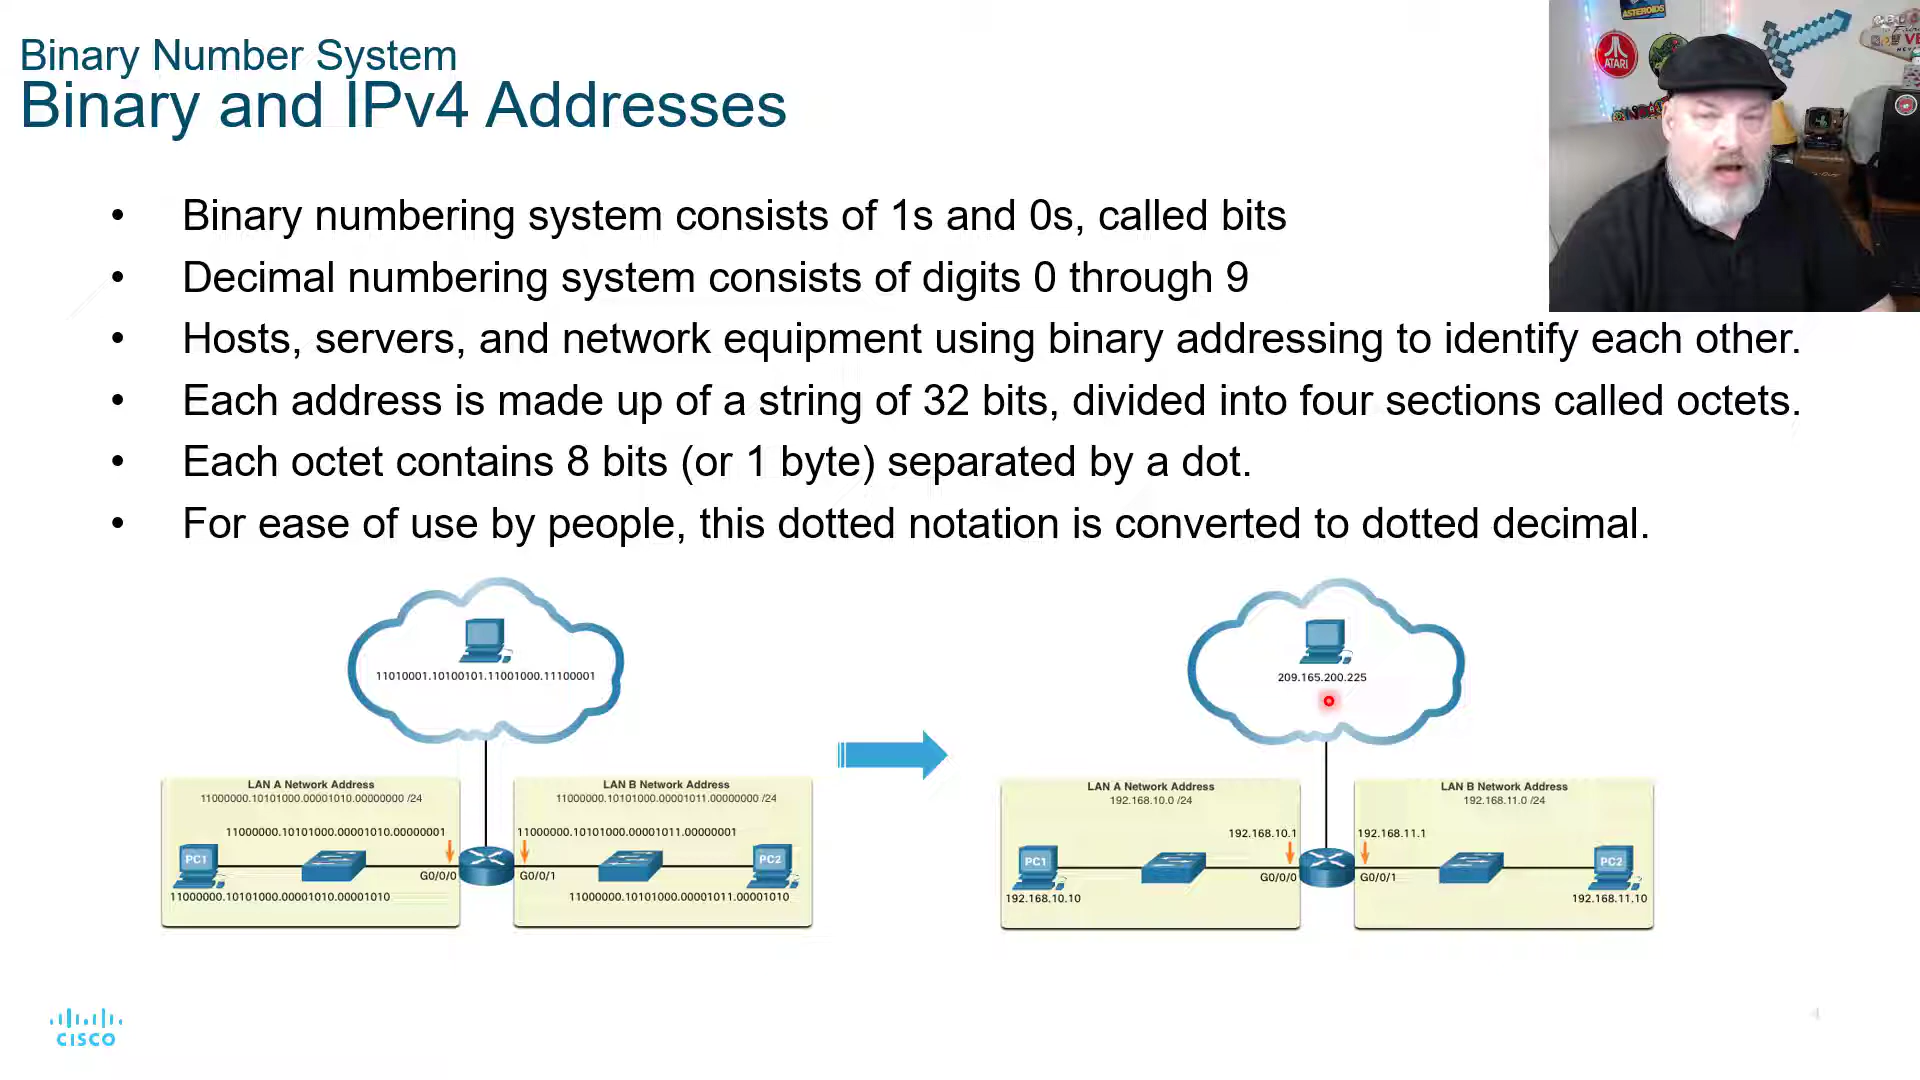 Binary Number System
Binary and IPv4 Addresses
• Binary numbering system consists of 1s and 0s, called bits
• Decimal numbering system consists of digits 0 through 9
• Hosts, servers, and network equipment using binary addressing to identify each other.
• Each address is made up of a string of 32 bits, divided into four sections called octets.
• Each octet contains 8 bits (or 1 byte) separated by a dot.
• For ease of use by people, this dotted notation is converted to dotted decimal.
ASTEROIDS
ATARI
11010001.10100101.11001000.11100001
LAN A Network Address
11000000.10101000.00001010.00000000 /24
11000000.10101000.00001010.00000001
PC1
G0/0/0
11000000.10101000.00001010.00001010
LAN B Network Address
11000000.10101000.00001011.00000000 /24
11000000.10101000.00001011.00000001
G0/0/1
PC2
11000000.10101000.00001011.00001010
209.165.200.225
LAN A Network Address
192.168.10.0 /24
192.168.10.1
PC1
G0/0/0
192.168.10.10
LAN B Network Address
192.168.11.0 /24
192.168.11.1
G0/0/1
PC2
192.168.11.10
CISCO
4